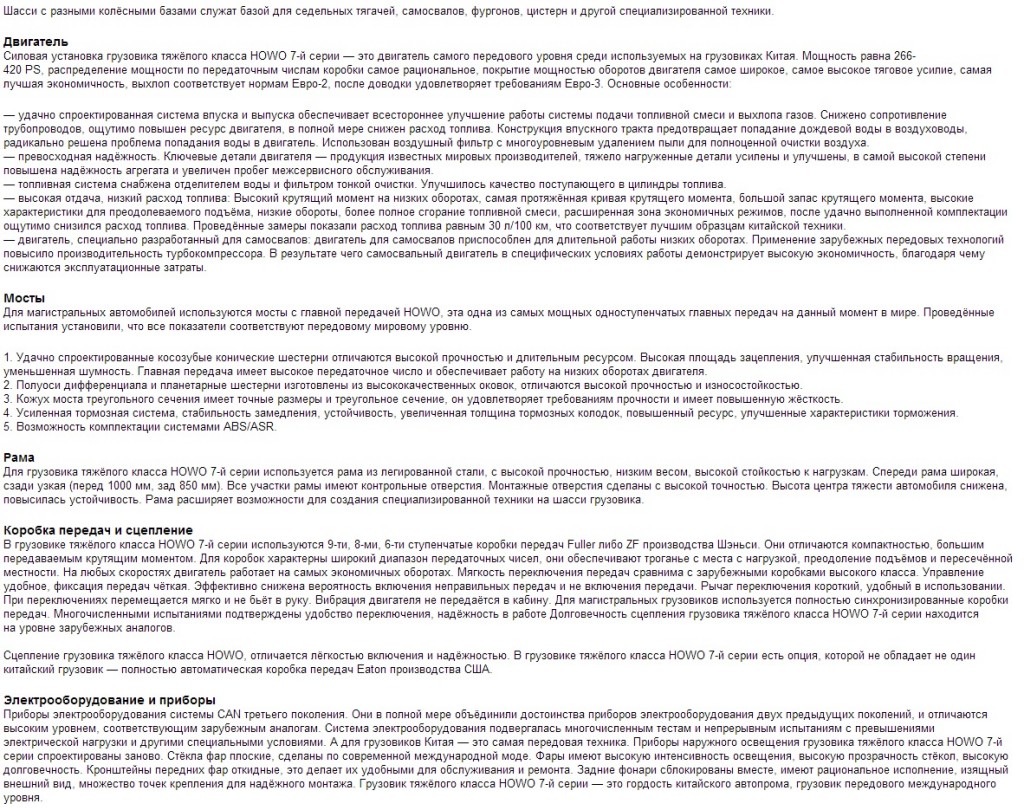 Шасси с разными колёсными базами служат базой для седельных тягачей, самосвалов, фургонов, цистерн и другой специализированной техники.
Двигатель
Силовая установка грузовика тяжёлого класса HOWO 7-й серии — это двигатель самого передового уровня среди используемых на грузовиках Китая. Мощность равна 266-
420 PS, распределение мощности по передаточным числам коробки самое рациональное, покрытие мощностью оборотов двигателя самое широкое, самое высокое тяговое усилие, самая
лучшая экономичность, выхлоп соответствует нормам Евро-2, после доводки удовлетворяет требованиям Евро-3. Основные особенности:
— удачно спроектированная система впуска и выпуска обеспечивает всестороннее улучшение работы системы подачи топливной смеси и выхлопа газов. Снижено сопротивление
трубопроводов, ощутимо повышен ресурс двигателя, в полной мере снижен расход топлива. Конструкция впускного тракта предотвращает попадание дождевой воды в воздуховоды,
радикально решена проблема попадания воды в двигатель. Использован воздушный фильтр с многоуровневым удалением пыли для полноценной очистки воздуха.
— превосходная надёжность. Ключевые детали двигателя — продукция известных мировых производителей, тяжело нагруженные детали усилены и улучшены, в самой высокой степени
повышена надёжность агрегата и увеличен пробег межсервисного обслуживания.
— топливная система снабжена отделителем воды и фильтром тонкой очистки. Улучшилось качество поступающего в цилиндры топлива.
— высокая отдача, низкий расход топлива: Высокий крутящий момент на низких оборотах, самая протяжённая кривая крутящего момента, большой запас крутящего момента, высокие
характеристики для преодолеваемого подъёма, низкие обороты, более полное сгорание топливной смеси, расширенная зона экономичных режимов, после удачно выполненной комплектации
ощутимо снизился расход топлива. Проведённые замеры показали расход топлива равным 30 л/100 км, что соответствует лучшим образцам китайской техники.
— двигатель, специально разработанный для самосвалов: двигатель для самосвалов приспособлен для длительной работы низких оборотах. Применение зарубежных передовых технологий
повысило производительность турбокомпрессора. В результате чего самосвальный двигатель в специфических условиях работы демонстрирует высокую экономичность, благодаря чему
снижаются эксплуатационные затраты.
Мосты
Для магистральных автомобилей используются мосты с главной передачей HOWO, эта одна из самых мощных одноступенчатых главных передач на данный момент в мире. Проведённые
испытания установили, что все показатели соответствуют передовому мировому уровню.
1. Удачно спроектированные косозубые конические шестерни отличаются высокой прочностью и длительным ресурсом. Высокая площадь зацепления, улучшенная стабильность вращения,
уменьшенная шумность. Главная передача имеет высокое передаточное число и обеспечивает работу на низких оборотах двигателя.
2. Полуоси дифференциала и планетарные шестерни изготовлены из высококачественных оковок, отличаются высокой прочностью и износостойкостью.
3. Кожух моста треугольного сечения имеет точные размеры и треугольное сечение, он удовлетворяет требованиям прочности и имеет повышенную жёсткость.
4. Усиленная тормозная система, стабильность замедления, устойчивость, увеличенная толщина тормозных колодок, повышенный ресурс, улучшенные характеристики торможения.
5. Возможность комплектации системами ABS/ASR.
Рама
Для грузовика тяжёлого класса HOWO 7-й серии используется рама из легированной стали, с высокой прочностью, низким весом, высокой стойкостью к нагрузкам. Спереди рама широкая,
сзади узкая (перед 1000 мм, зад 850 мм). Все участки рамы имеют контрольные отверстия. Монтажные отверстия сделаны с высокой точностью. Высота центра тяжести автомобиля снижена,
повысилась устойчивость. Рама расширяет возможности для создания специализированной техники на шасси грузовика.
Коробка передач и сцепление
В грузовике тяжёлого класса HOWO 7-й серии используются 9-ти, 8-ми, 6-ти ступенчатые коробки передач Fuller либо ZF производства Шэньси. Они отличаются компактностью, большим
передаваемым крутящим моментом. Для коробок характерны широкий диапазон передаточных чисел, они обеспечивают троганье с места с нагрузкой, преодоление подъёмов и пересечённой
местности. На любых скоростях двигатель работает на самых экономичных оборотах. Мягкость переключения передач сравнима с зарубежными коробками высокого класса. Управление
удобное, фиксация передач чёткая. Эффективно снижена вероятность включения неправильных передач и не включения передачи. Рычаг переключения короткий, удобный в использовании.
При переключениях перемещается мягко и не бьёт в руку. Вибрация двигателя не передаётся в кабину. Для магистральных грузовиков используется полностью синхронизированные коробки
передач. Многочисленными испытаниями подтверждены удобство переключения, надёжность в работе Долговечность сцепления грузовика тяжёлого класса HOWO 7-й серии находится
на уровне зарубежных аналогов.
Сцепление грузовика тяжёлого класса HOWO, отличается лёгкостью включения и надёжностью. В грузовике тяжёлого класса HOWO 7-й серии есть опция, которой не обладает не один
китайский грузовик — полностью автоматическая коробка передач Eaton производства США.
Электрооборудование и приборы
Приборы электрооборудования системы CAN третьего поколения. Они в полной мере объёдинили достоинства приборов электрооборудования двух предыдущих поколений, и отличаются
высоким уровнем, соответствующим зарубежным аналогам. Система электрооборудования подвергалась многочисленным тестам и непрерывным испытаниям с превышениями
электрической нагрузки и другими специальными условиями. А для грузовиков Китая — это самая передовая техника. Приборы наружного освещения грузовика тяжёлого класса HOWO 7-й
серии спроектированы заново. Стёкла фар плоские, сделаны по современной международной моде. Фары имеют высокую интенсивность освещения, высокую прозрачность стёкол, высокую
долговечность. Кронштейны передних фар откидные, это делает их удобными для обслуживания и ремонта. Задние фонари сблокированы вместе, имеют рациональное исполнение, изящный
внешний вид, множество точек крепления для надёжного монтажа. Грузовик тяжёлого класса HOWO 7-й серии — это гордость китайского автопрома, грузовик передового международного
уровня.